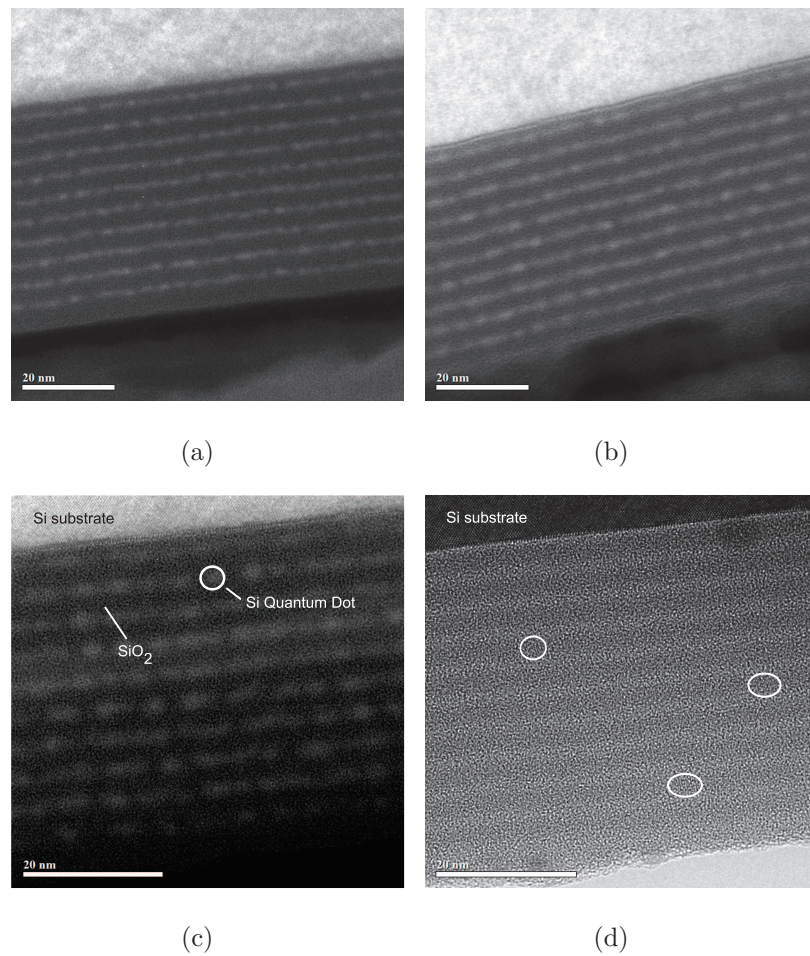 20 nm
20 nm
(a)
(b)
Si substrate
Si Quantum Dot
SiO2
20 nm
Si substrate
20 nm
(c)
(d)